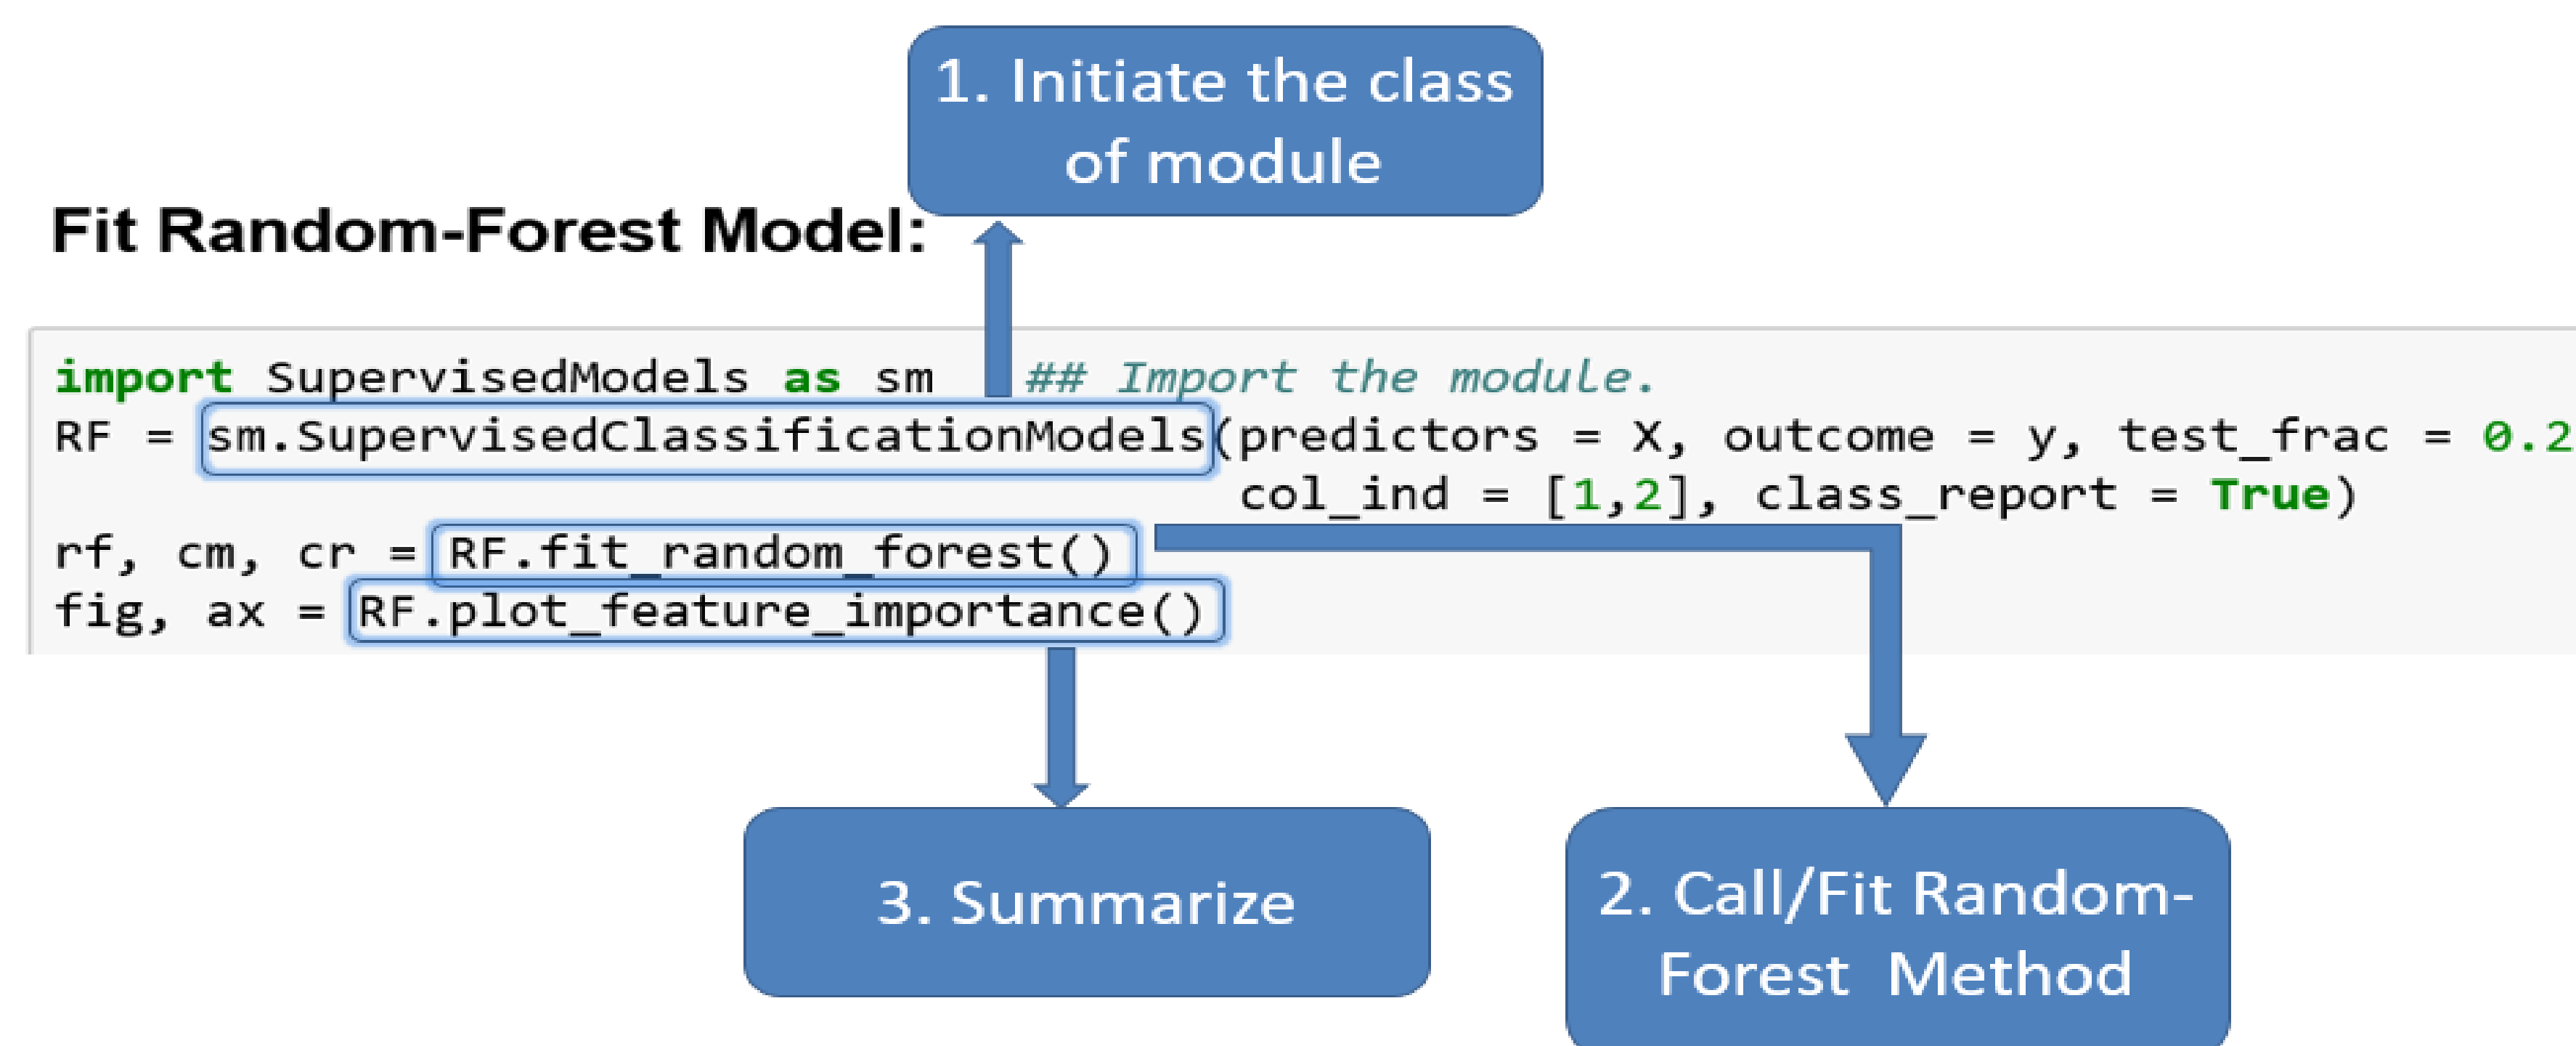 1. Initiate the class
of module
Fit Random-Forest Model:
import SupervisedModels as sm ## Import the module.
RF = sm.SupervisedClassificationModels(predictors = X, outcome = y, test_frac = 0.2
col_ind = [1,2], class_report = True)
rf, cm, cr = RF.fit_random_forest()
fig, ax = RF.plot_feature_importance()
3. Summarize
2. Call/Fit Random-
Forest Method